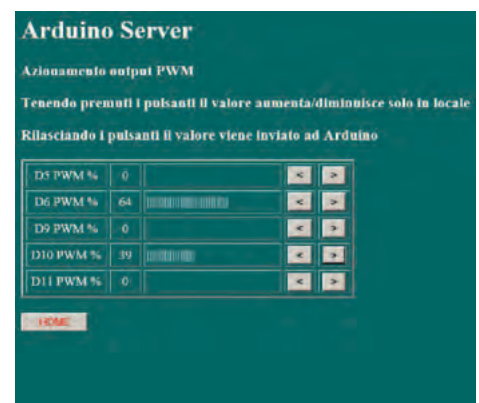 Arduino Server
Azionamento output PWM
Tenendo premuti i pulsanti il valore aumenta/diminuisce solo in locale
Rilasciando i pulsanti il valore viene inviato ad Arduino
D5 PWM % 0 < >
D6 PWM % 64 |||||||||||||||||||||||||||||||| < >
D9 PWM % 0 < >
D10 PWM % 39 ||||||||||||||||||| < >
D11 PWM % 0 < >
HOME